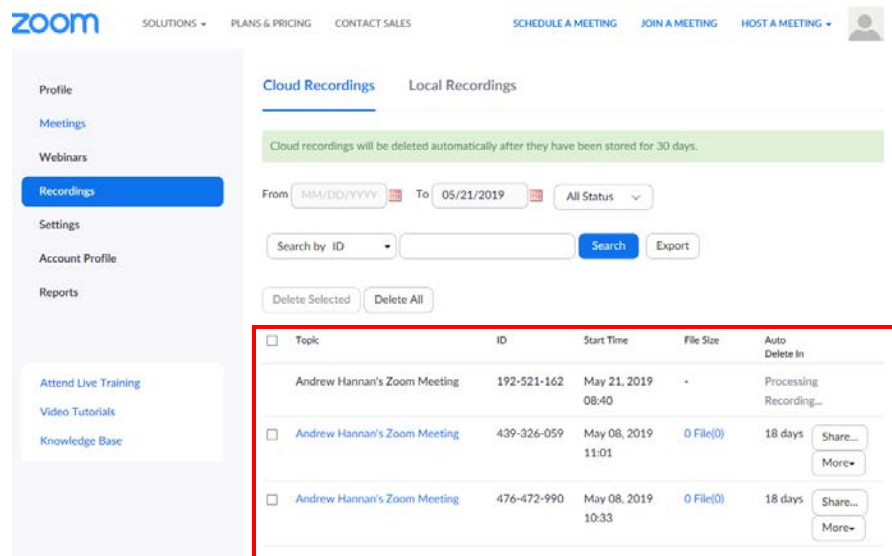 zoom SOLUTIONS PLANS & PRICING CONTACT SALES SCHEDULE A MEETING JOIN A MEETING HOST A MEETING
Profile
Meetings
Webinars
Recordings
Settings
Account Profile
Reports
Attend Live Training
Video Tutorials
Knowledge Base
Cloud Recordings Local Recordings
Cloud recordings will be deleted automatically after they have been stored for 30 days.
From MM/DD/YYYY To 05/21/2019 All Status
Search by ID Search Export
Delete Selected Delete All
Topic ID Start Time File Size Auto
Delete In
Andrew Hannan's Zoom Meeting 192-521-162 May 21, 2019 - Processing
08:40 Recording...
Andrew Hannan's Zoom Meeting 439-326-059 May 08, 2019 0 File(0) 18 days Share...
11:01 More
Andrew Hannan's Zoom Meeting 476-472-990 May 08, 2019 0 File(0) 18 days Share...
10:33 More